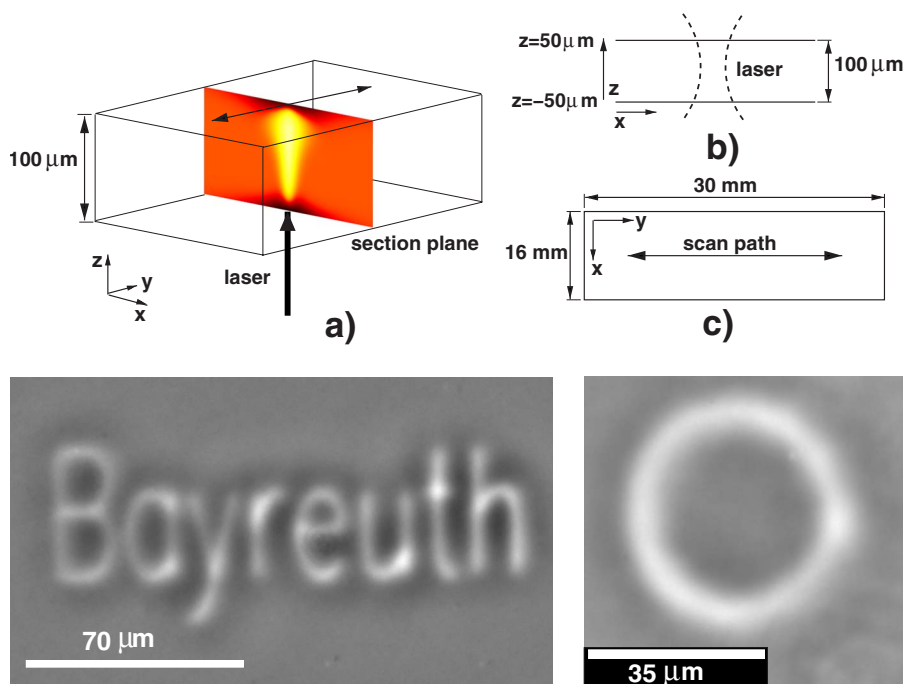 100 μm
laser
section plane
z
y
x
a)
z=50μm
z=−50μm
z
x
laser
100 μm
b)
30 mm
16 mm
y
x
scan path
c)
Bayreuth
70 μm
35 μm